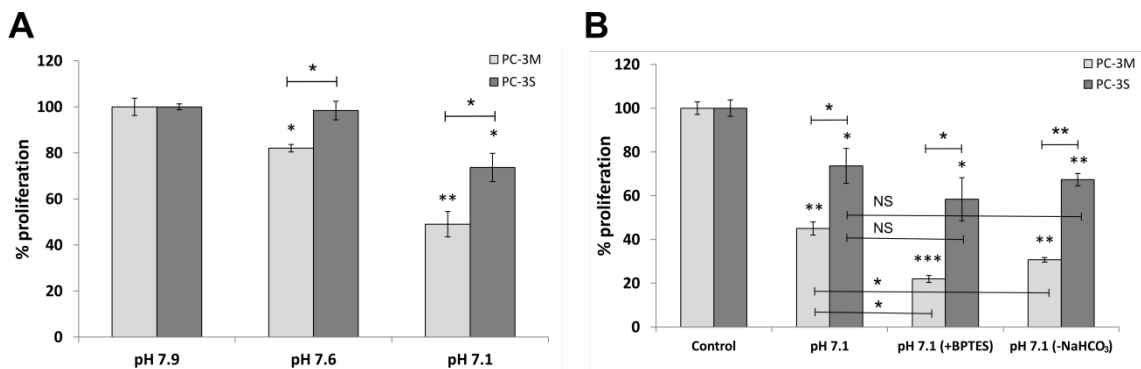 A
% proliferation
120
100
80
60
40
20
0
PC-3M
PC-3S
*
*
*
**
*
pH 7.9
pH 7.6
pH 7.1
B
% proliferation
120
100
80
60
40
20
0
PC-3M
PC-3S
*
*
**
*
*
***
**
**
**
NS
NS
*
*
Control
pH 7.1
pH 7.1 (+BPTES)
pH 7.1 (-NaHCO₃)